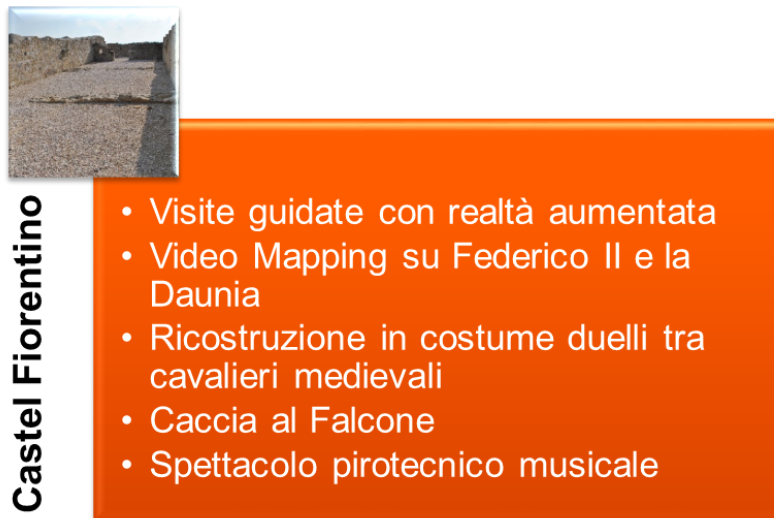 Castel Fiorentino
• Visite guidate con realtà aumentata
• Video Mapping su Federico II e la
Daunia
• Ricostruzione in costume duelli tra
cavalieri medievali
• Caccia al Falcone
• Spettacolo pirotecnico musicale